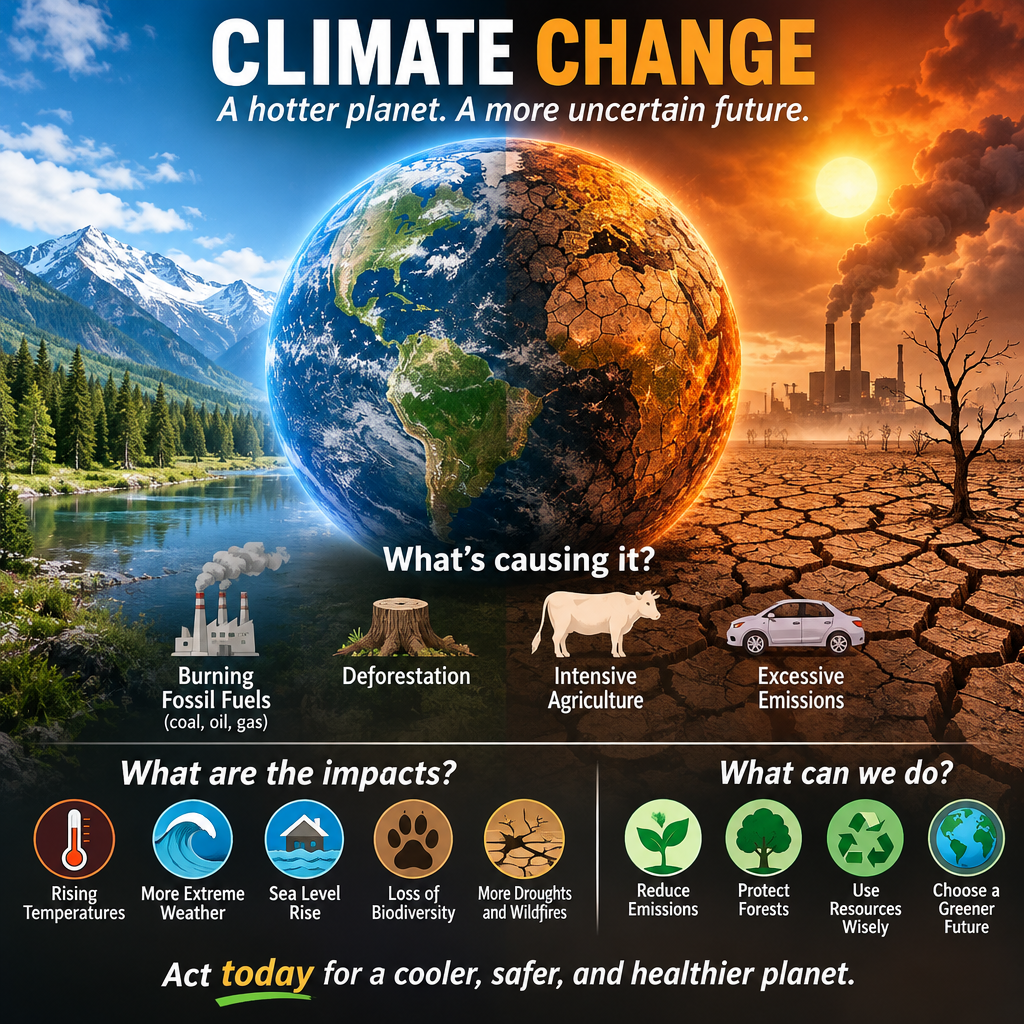 CLIMATE CHANGE
A hotter planet. A more uncertain future.
What's causing it?
Burning
Fossil Fuels
(coal, oil, gas)
Deforestation
Intensive
Agriculture
Excessive
Emissions
What are the impacts?
Rising
Temperatures
More Extreme
Weather
Sea Level
Rise
Loss of
Biodiversity
More Droughts
and Wildfires
What can we do?
Reduce
Emissions
Protect
Forests
Use
Resources
Wisely
Choose a
Greener
Future
Act today for a cooler, safer, and healthier planet.